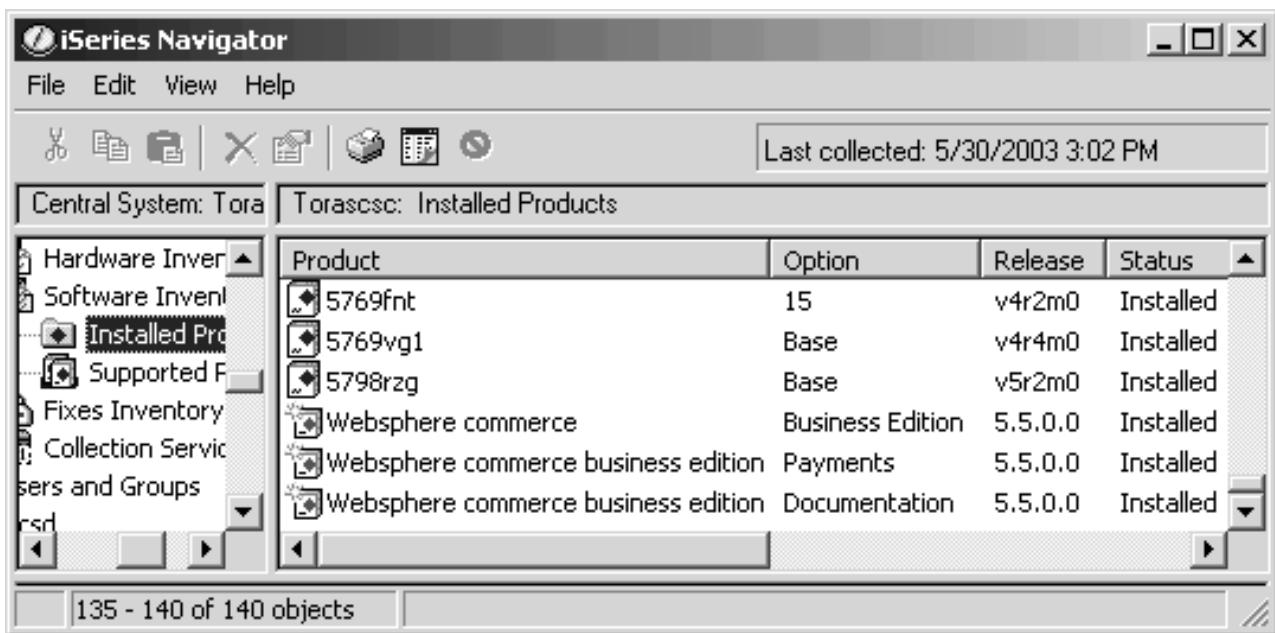 iSeries Navigator
File Edit View Help
Last collected: 5/30/2003 3:02 PM
Central System: Tora
Torascsc: Installed Products
Hardware Inver
Software Invent
Installed Pro
Supported P
Fixes Inventory
Collection Servic
sers and Groups
csd
Product Option Release Status
5769fnt 15 v4r2m0 Installed
5769vg1 Base v4r4m0 Installed
5798rzg Base v5r2m0 Installed
Websphere commerce Business Edition 5.5.0.0 Installed
Websphere commerce business edition Payments 5.5.0.0 Installed
Websphere commerce business edition Documentation 5.5.0.0 Installed
135 - 140 of 140 objects